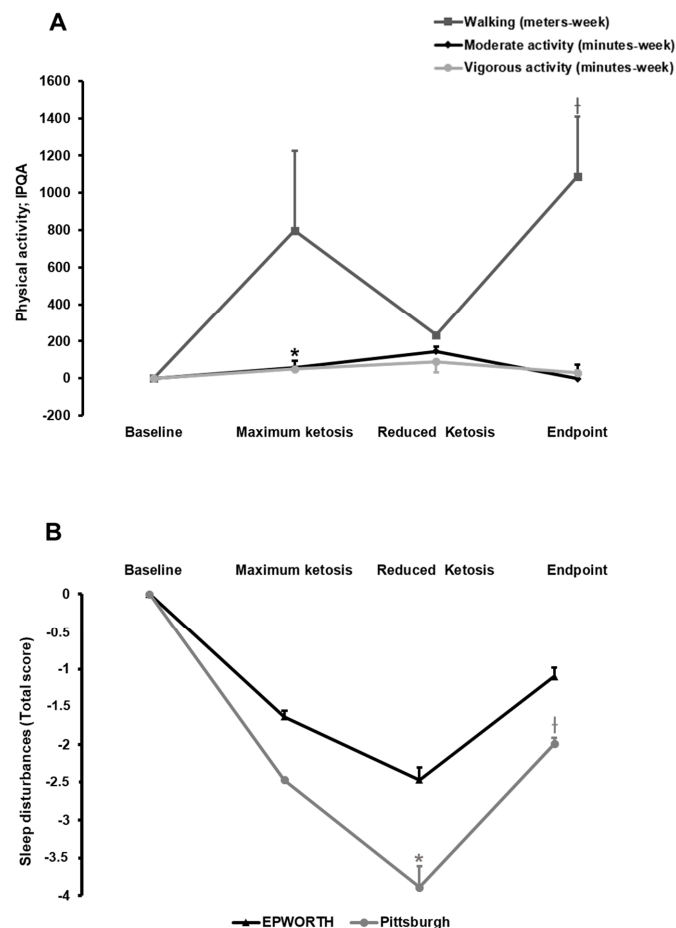 A
Walking (meters-week)
Moderate activity (minutes-week)
Vigorous activity (minutes-week)
Physical activity; IPQA
1600
1400
1200
1000
800
600
400
200
0
-200
†
*
Baseline Maximum ketosis Reduced Ketosis Endpoint
B
Baseline Maximum ketosis Reduced Ketosis Endpoint
Sleep disturbances (Total score)
0
-0.5
-1
-1.5
-2
-2.5
-3
-3.5
-4
†
*
EPWORTH Pittsburgh